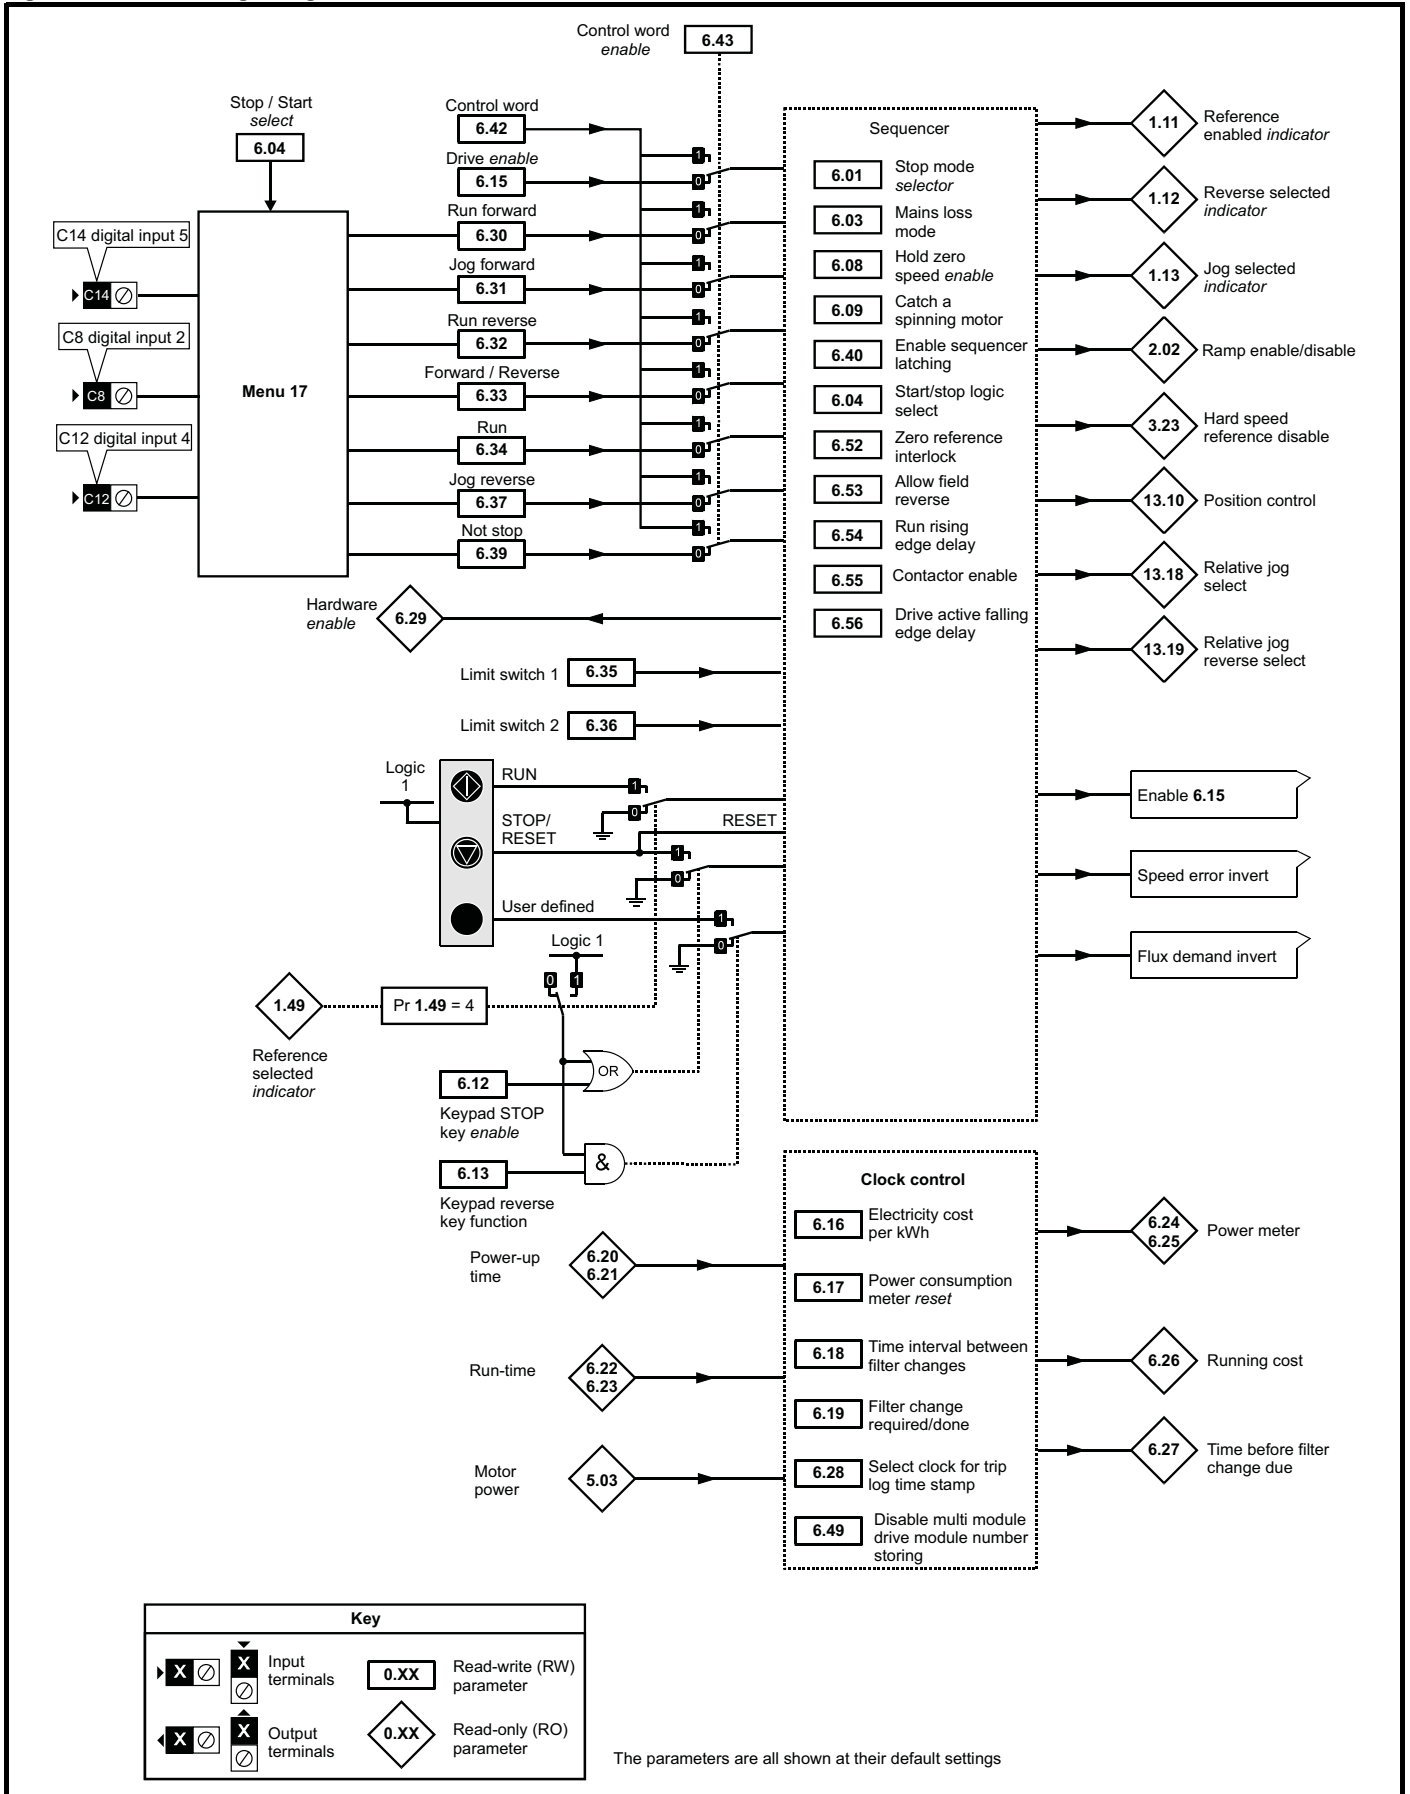 Control word
enable
6.43
Stop / Start
select
6.04
Control word
6.42
Drive enable
6.15
Run forward
6.30
Jog forward
6.31
Run reverse
6.32
Forward / Reverse
6.33
Run
6.34
Jog reverse
6.37
Not stop
6.39
C14 digital input 5
C14
C8 digital input 2
C8
C12 digital input 4
C12
Menu 17
1
0
1
0
1
0
1
0
1
0
1
0
1
0
1
0
Hardware
enable
6.29
Limit switch 1
6.35
Limit switch 2
6.36
Sequencer
6.01
Stop mode
selector
6.03
Mains loss
mode
6.08
Hold zero
speed enable
6.09
Catch a
spinning motor
6.40
Enable sequencer
latching
6.04
Start/stop logic
select
6.52
Zero reference
interlock
6.53
Allow field
reverse
6.54
Run rising
edge delay
6.55
Contactor enable
6.56
Drive active falling
edge delay
1.11
Reference
enabled indicator
1.12
Reverse selected
indicator
1.13
Jog selected
indicator
2.02
Ramp enable/disable
3.23
Hard speed
reference disable
13.10
Position control
13.18
Relative jog
select
13.19
Relative jog
reverse select
Enable 6.15
Speed error invert
Flux demand invert
Logic
1
RUN
1
0
STOP/
RESET
RESET
1
0
User defined
1
0
Logic 1
0
1
1.49
Pr 1.49 = 4
Reference
selected
indicator
OR
6.12
Keypad STOP
key enable
&
6.13
Keypad reverse
key function
Clock control
6.16
Electricity cost
per kWh
6.17
Power consumption
meter reset
6.18
Time interval between
filter changes
6.19
Filter change
required/done
6.28
Select clock for trip
log time stamp
6.49
Disable multi module
drive module number
storing
Power-up
time
6.20
6.21
Run-time
6.22
6.23
Motor
power
5.03
6.24
6.25
Power meter
6.26
Running cost
6.27
Time before filter
change due
Key
X
X
Input
terminals
0.XX
Read-write (RW)
parameter
X
X
Output
terminals
0.XX
Read-only (RO)
parameter
The parameters are all shown at their default settings